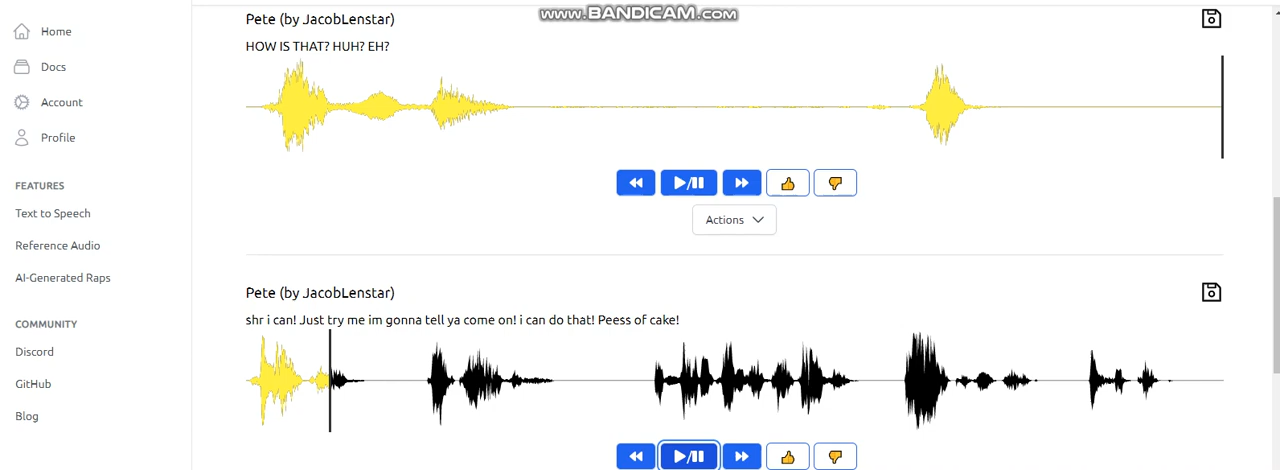 www.BANDICAM.com
Home
Docs
Account
Profile
FEATURES
Text to Speech
Reference Audio
AI-Generated Raps
COMMUNITY
Discord
GitHub
Blog
Pete (by JacobLenstar)
HOW IS THAT? HUH? EH?
Actions
Pete (by JacobLenstar)
shr i can! Just try me im gonna tell ya come on! i can do that! Peess of cake!